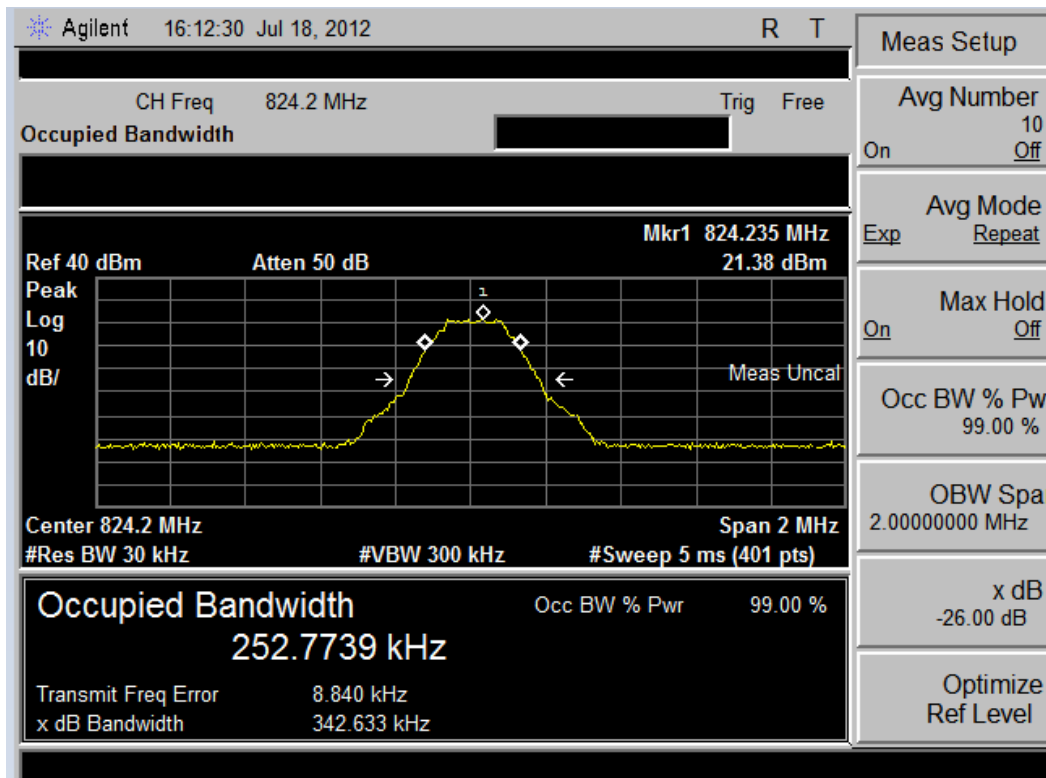 Agilent 16:12:30 Jul 18, 2012 R T
Meas Setup
CH Freq 824.2 MHz Trig Free
Occupied Bandwidth
Avg Number
10
On Off
Avg Mode
Exp Repeat
Max Hold
On Off
Occ BW % Pw
99.00 %
OBW Spa
2.00000000 MHz
x dB
-26.00 dB
Optimize
Ref Level
Mkr1 824.235 MHz
Ref 40 dBm Atten 50 dB 21.38 dBm
Peak
Log
10
dB/
1
Meas Uncal
Center 824.2 MHz Span 2 MHz
#Res BW 30 kHz #VBW 300 kHz #Sweep 5 ms (401 pts)
Occupied Bandwidth Occ BW % Pwr 99.00 %
252.7739 kHz
Transmit Freq Error 8.840 kHz
x dB Bandwidth 342.633 kHz